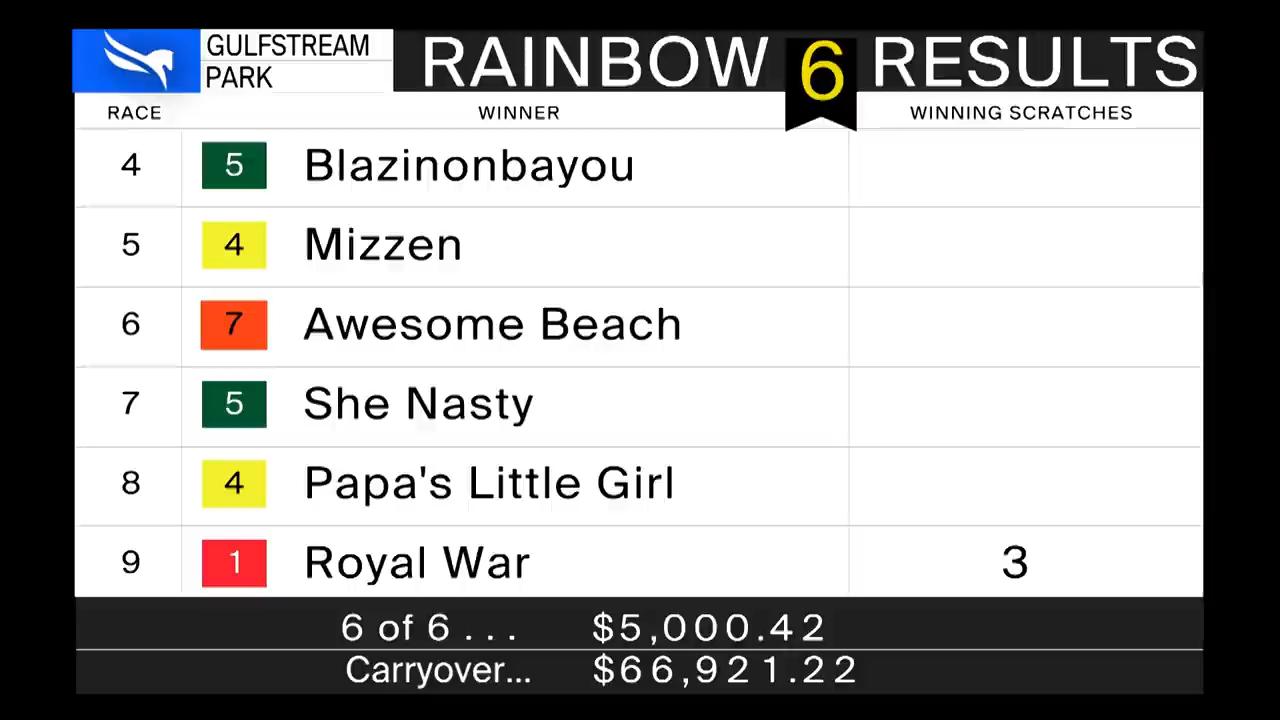 GULFSTREAM
PARK
RAINBOW 6 RESULTS
RACE WINNER WINNING SCRATCHES
4 5 Blazinonbayou
5 4 Mizzen
6 7 Awesome Beach
7 5 She Nasty
8 4 Papa's Little Girl
9 1 Royal War 3
6 of 6 . . . $5,000.42
Carryover... $66,921.22